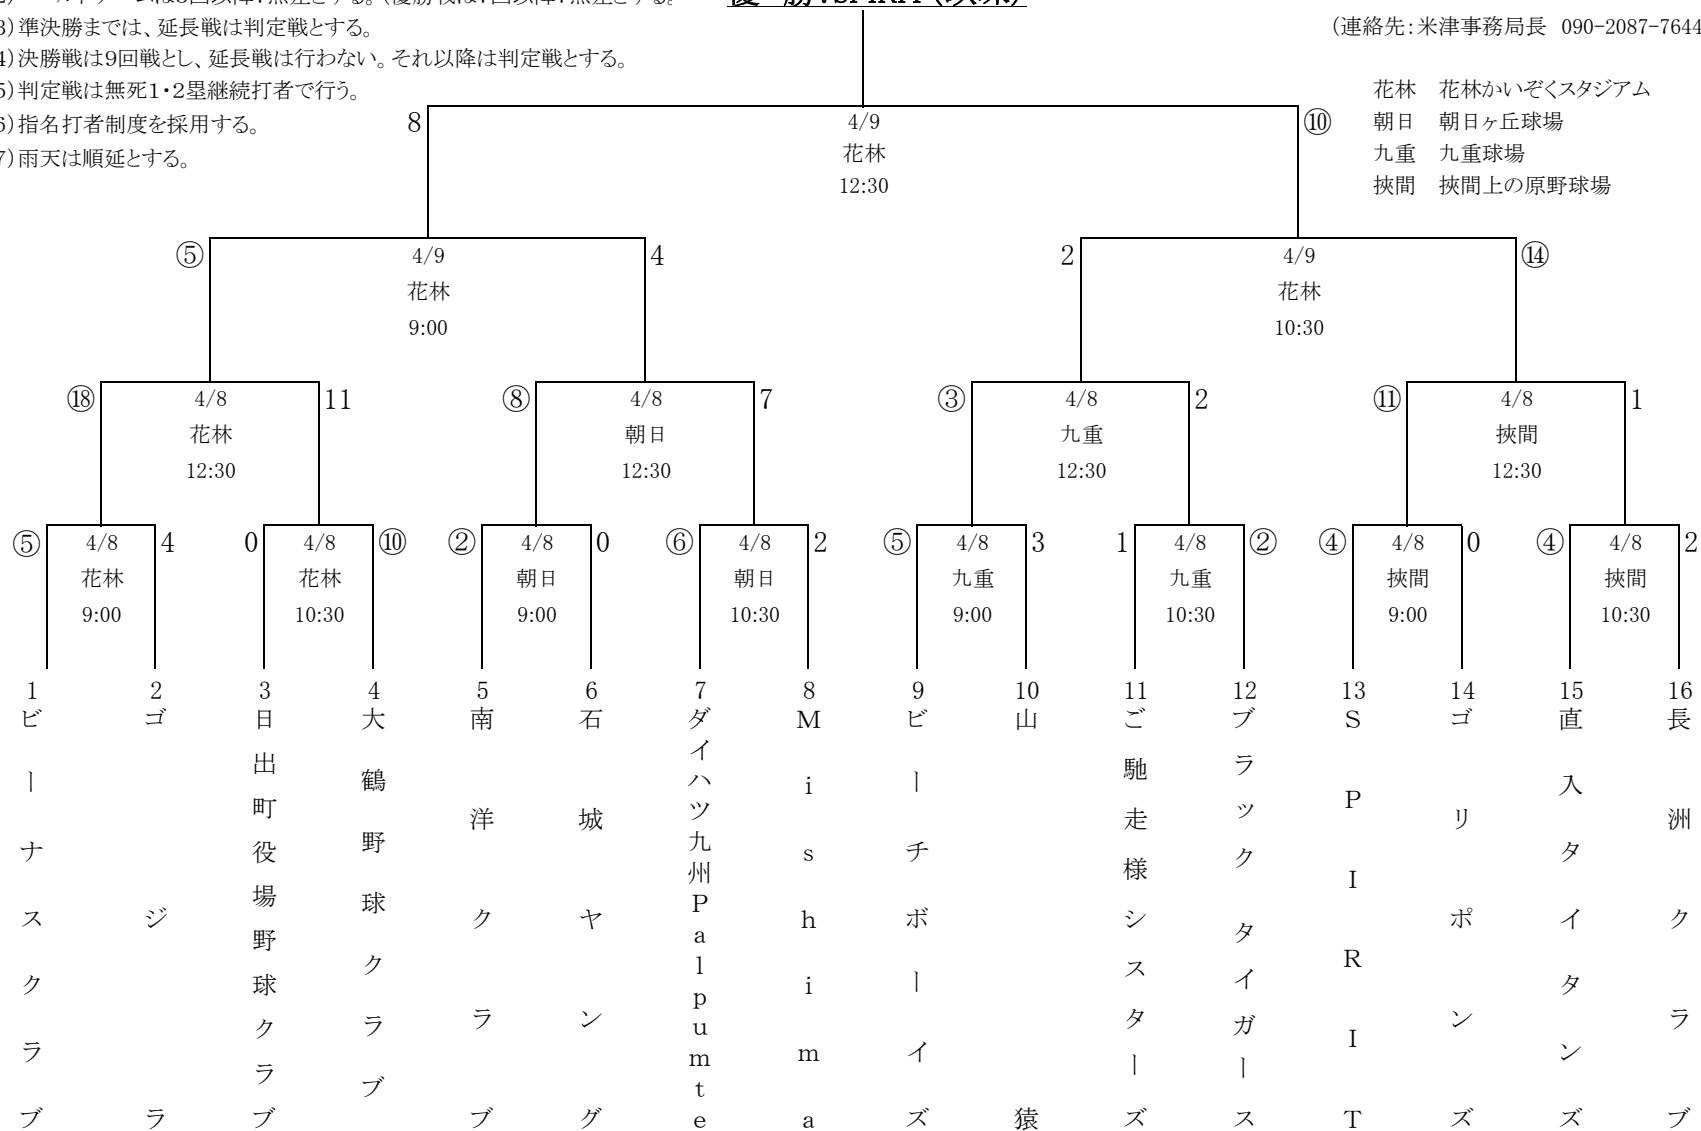 3)準決勝までは、延長戦は判定戦とする。
4)決勝戦は9回戦とし、延長戦は行わない。それ以降は判定戦とする。
5)判定戦は無死1・2塁継続打者で行う。
6)指名打者制度を採用する。
7)雨天は順延とする。
(連絡先:米津事務局長 090-2087-7644
花林 花林かいぞくスタジアム
朝日 朝日ヶ丘球場
九重 九重球場
挾間 挾間上の原野球場
8 4/9 ⑩
花林
12:30
⑤ 4/9 4 2 4/9 ⑭
花林 花林
9:00 10:30
⑱ 4/8 11 ⑧ 4/8 7 ③ 4/8 2 ⑪ 4/8 1
花林 朝日 九重 挾間
12:30 12:30 12:30 12:30
⑤ 4/8 4 0 4/8 ⑩ ② 4/8 0 ⑥ 4/8 2 ⑤ 4/8 3 1 4/8 ② ④ 4/8 0 ④ 4/8 2
花林 花林 朝日 朝日 九重 九重 挾間 挾間
9:00 10:30 9:00 10:30 9:00 10:30 9:00 10:30
1 2 3 4 5 6 7 8 9 10 11 12 13 14 15 16
ビーナスクラブ
ゴジラ
日出町役場野球クラブ
大鶴野球クラブ
南洋クラブ
石城ヤング
ダイハツ九州Palpumte
Mishima
ビーチボーイズ
山猿
ご馳走様シスターズ
ブラックタイガース
SPIRIT
ゴリポンズ
直入タイタンズ
長洲クラブ